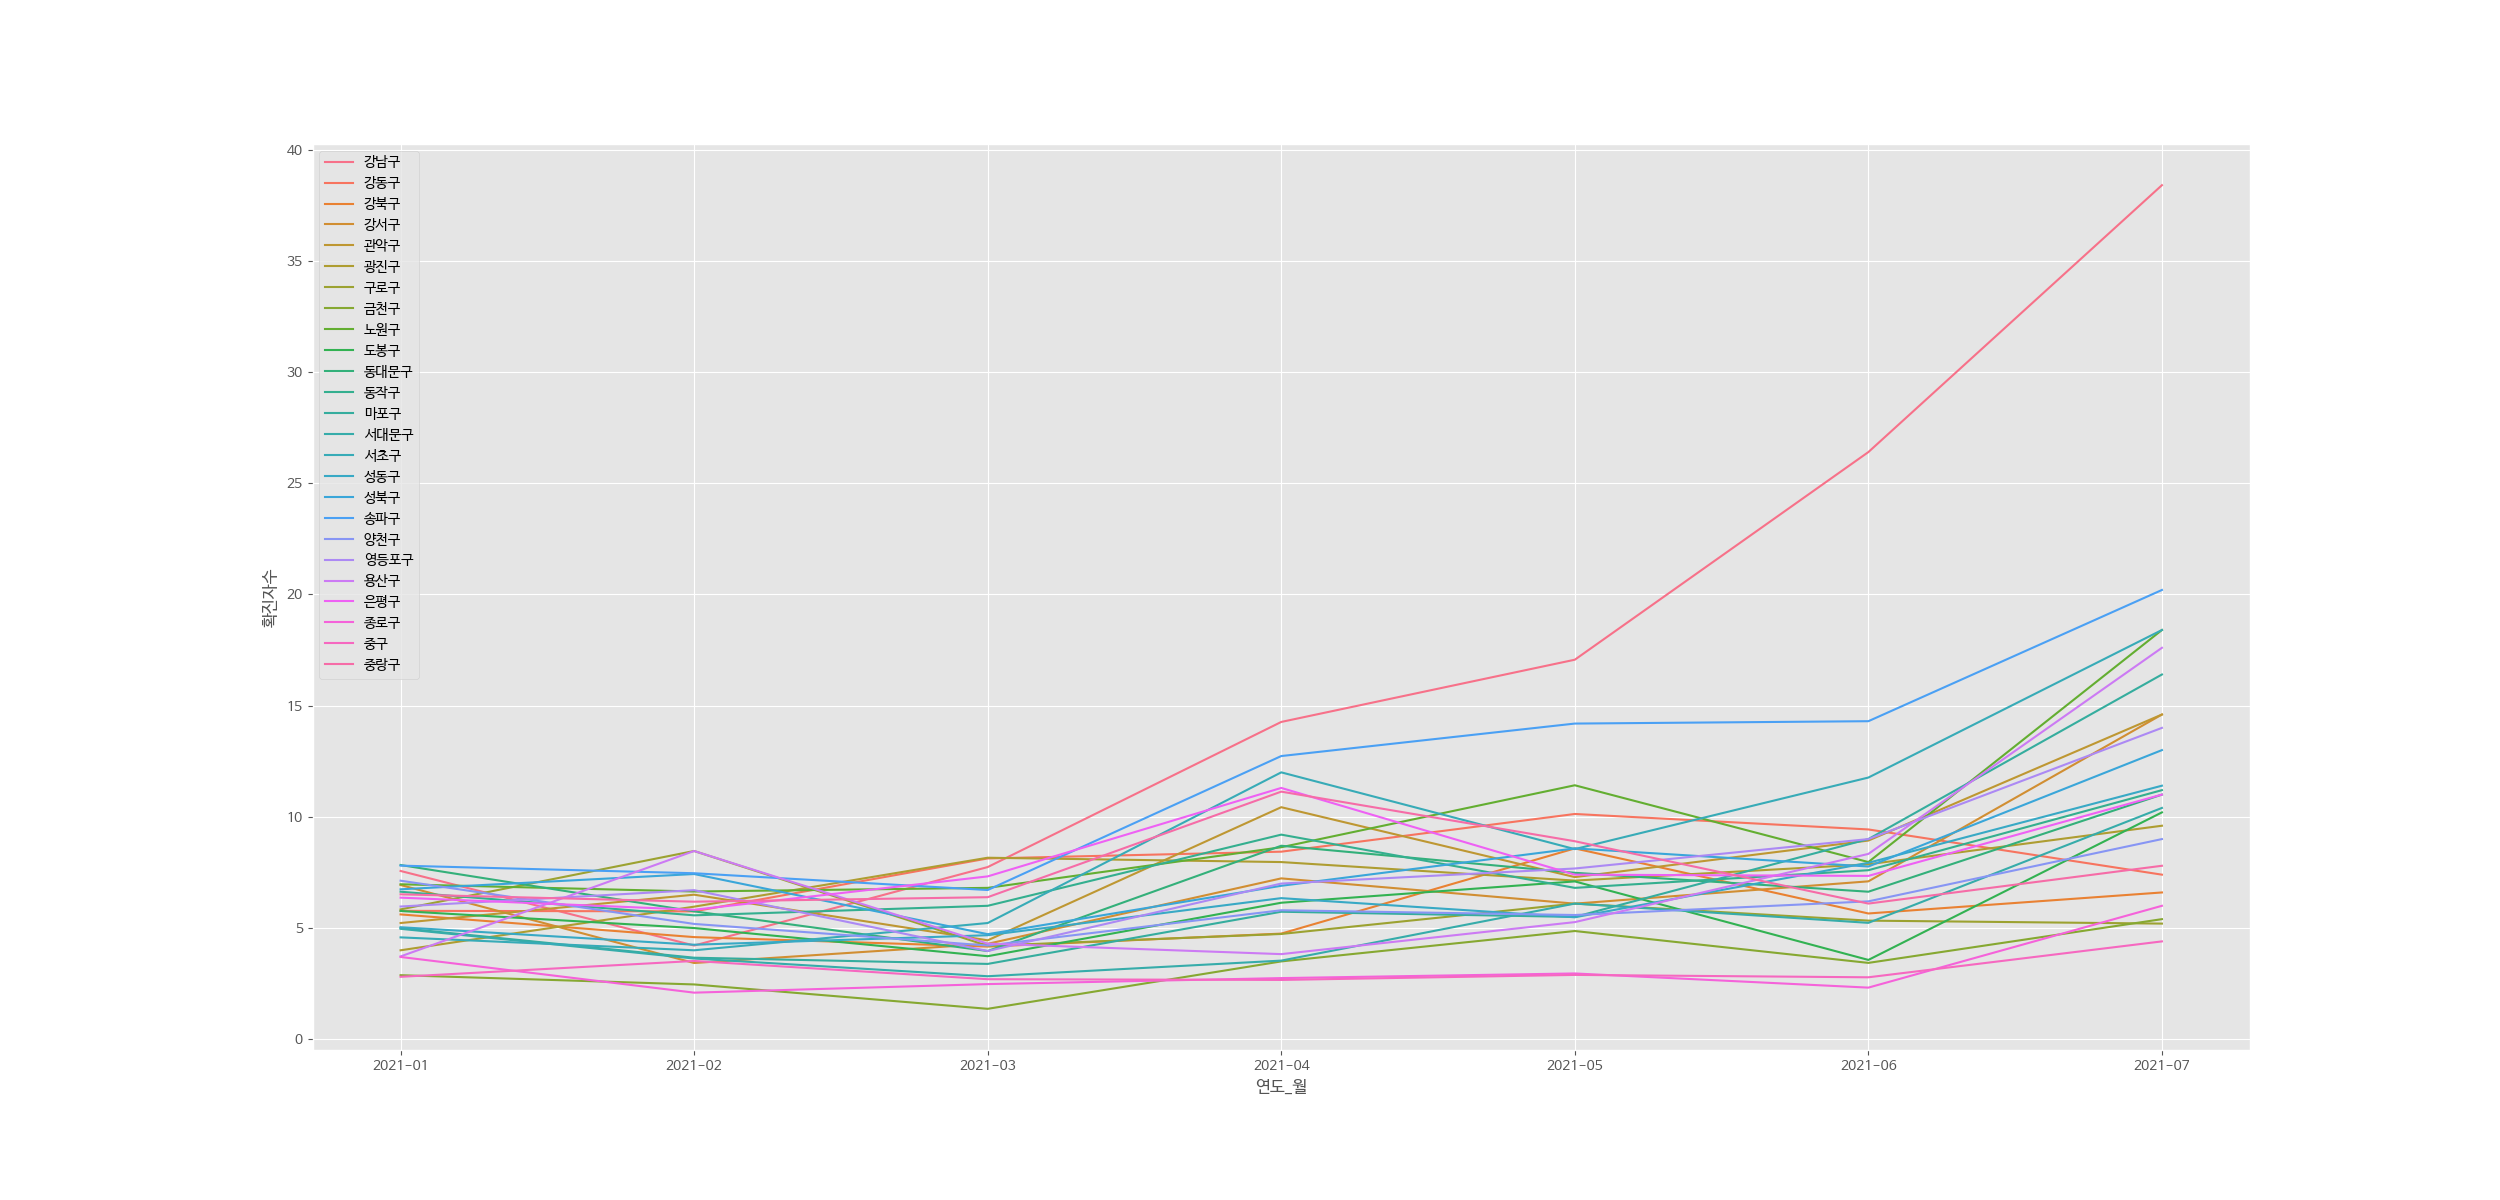 40
35
30
25
20
15
10
5
0
확진자수
강남구
강동구
강북구
강서구
관악구
광진구
구로구
금천구
노원구
도봉구
동대문구
동작구
마포구
서대문구
서초구
성동구
성북구
송파구
양천구
영등포구
용산구
은평구
종로구
중구
중랑구
2021-01 2021-02 2021-03 2021-04 2021-05 2021-06 2021-07
연도_월